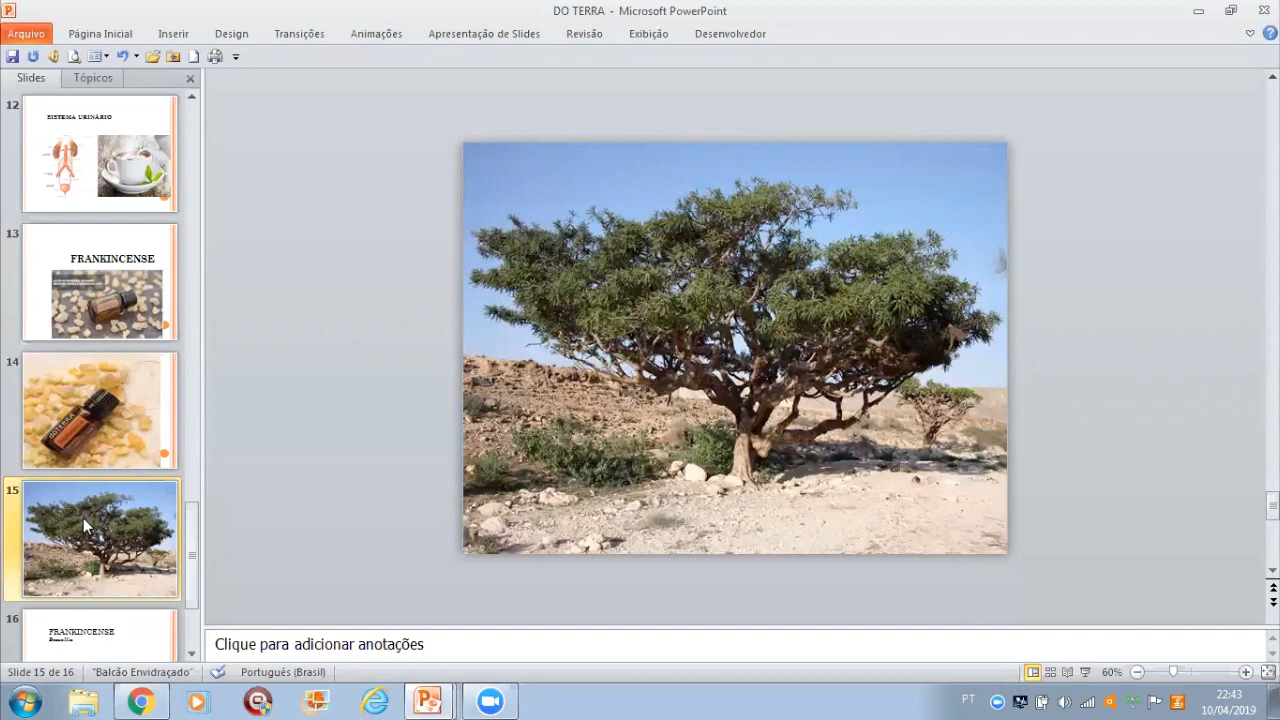 DO TERRA - Microsoft PowerPoint
Arquivo Página Inicial Inserir Design Transições Animações Apresentação de Slides Revisão Exibição Desenvolvedor
Slides Tópicos
12
SISTEMA URINÁRIO
13
FRANKINCENSE
14
15
16
FRANKINCENSE
Clique para adicionar anotações
Slide 15 de 16 "Balcão Envidraçado" Português (Brasil) 60%
PT 22:43
10/04/2019